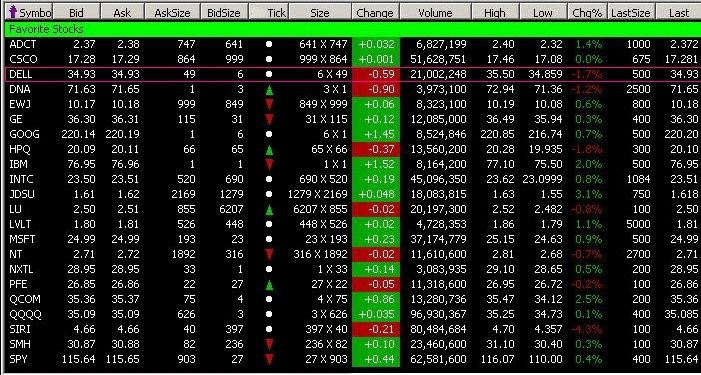 Symbo Bid Ask AskSize BidSize Tick Size Change Volume High Low Chg% LastSize Last
Favorite Stocks
ADCT 2.37 2.38 747 641 641 X 747 +0.032 6,827,199 2.40 2.32 1.4% 1000 2.372
CSCO 17.28 17.29 864 999 999 X 864 +0.001 51,628,751 17.46 17.08 0.0% 675 17.281
DELL 34.93 34.93 49 6 6 X 49 -0.59 21,002,248 35.50 34.859 -1.7% 500 34.93
DNA 71.63 71.65 1 3 3 X 1 -0.90 3,973,100 72.94 71.36 -1.2% 2500 71.65
EWJ 10.17 10.18 999 849 849 X 999 +0.06 8,323,100 10.18 10.11 0.6% 800 10.18
GE 36.30 36.31 115 31 31 X 115 +0.12 12,085,000 36.49 35.94 0.3% 400 36.30
GOOG 220.14 220.19 1 6 6 X 1 +1.45 8,524,846 220.85 216.74 0.7% 500 220.20
HPQ 20.09 20.11 66 65 65 X 66 -0.37 13,560,200 20.28 19.935 -1.8% 300 20.10
IBM 76.95 76.96 1 1 1 X 1 +1.52 8,164,200 77.10 75.50 2.0% 500 76.95
INTC 23.50 23.51 520 690 690 X 520 +0.19 45,096,350 23.62 23.0799 0.8% 1084 23.51
JDSU 1.61 1.62 2169 1279 1279 X 2169 +0.048 18,083,815 1.63 1.55 3.1% 750 1.618
LU 2.50 2.51 855 6207 6207 X 855 -0.02 20,197,300 2.52 2.482 -0.8% 100 2.50
LVLT 1.80 1.81 526 448 448 X 526 +0.02 4,728,353 1.86 1.79 1.1% 5000 1.81
MSFT 24.99 24.99 193 23 23 X 193 +0.23 37,174,779 25.15 24.63 0.9% 500 24.99
NT 2.71 2.72 1892 316 316 X 1892 -0.02 11,610,600 2.81 2.68 -0.7% 2700 2.71
NXTL 28.95 28.95 33 1 1 X 33 +0.14 3,083,935 29.10 28.65 0.5% 200 28.95
PFE 26.85 26.86 22 27 27 X 22 -0.05 11,318,600 26.95 26.72 -0.2% 100 26.86
QCOM 35.36 35.37 75 4 4 X 75 +0.86 13,280,736 35.47 34.12 2.5% 200 35.36
QQQQ 35.09 35.09 626 3 3 X 626 +0.035 96,930,367 35.25 34.73 0.1% 400 35.085
SIRI 4.66 4.66 40 397 397 X 40 -0.21 80,484,684 4.70 4.357 -4.3% 100 4.66
SMH 30.87 30.88 82 236 236 X 82 +0.10 23,460,600 31.10 30.40 0.3% 100 30.87
SPY 115.64 115.65 903 27 27 X 903 +0.44 62,581,600 116.07 110.00 0.4% 400 115.64